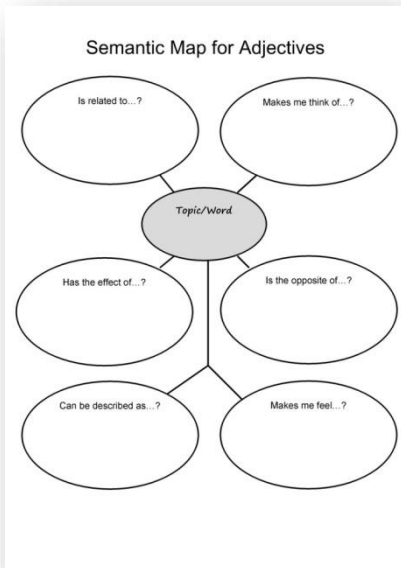 Semantic Map for Adjectives
Is related to...?
Makes me think of...?
Topic/Word
Has the effect of...?
Is the opposite of...?
Can be described as...?
Makes me feel...?